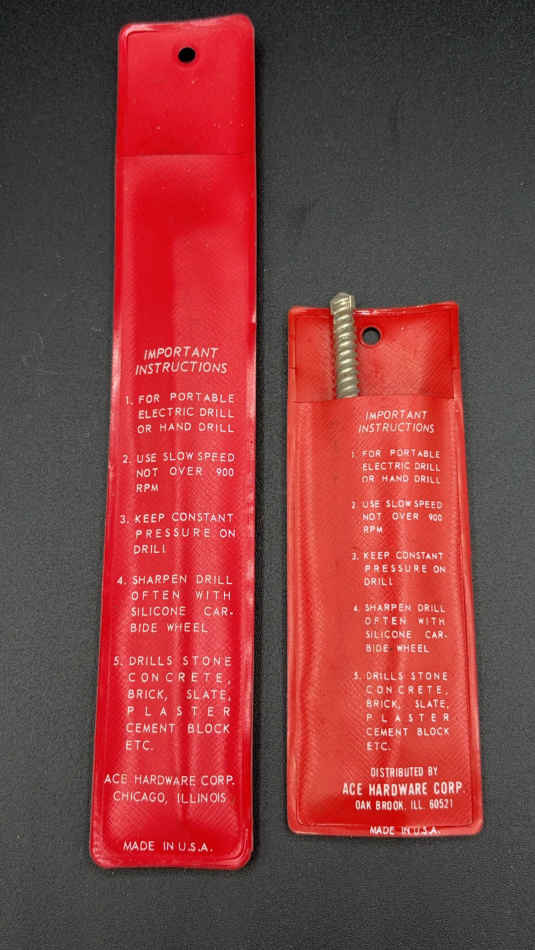 IMPORTANT
INSTRUCTIONS
1. FOR PORTABLE
ELECTRIC DRILL
OR HAND DRILL
2. USE SLOW SPEED
NOT OVER 900
RPM
3. KEEP CONSTANT
PRESSURE ON
DRILL
4. SHARPEN DRILL
OFTEN WITH
SILICONE CAR-
BIDE WHEEL
5. DRILLS STONE
CONCRETE,
BRICK, SLATE,
PLASTER
CEMENT BLOCK
ETC.
ACE HARDWARE CORP.
CHICAGO, ILLINOIS
MADE IN U.S.A.
IMPORTANT
INSTRUCTIONS
1. FOR PORTABLE
ELECTRIC DRILL
OR HAND DRILL
2. USE SLOW SPEED
NOT OVER 900
RPM
3. KEEP CONSTANT
PRESSURE ON
DRILL
4. SHARPEN DRILL
OFTEN WITH
SILICONE CAR-
BIDE WHEEL
5. DRILLS STONE
CONCRETE,
BRICK, SLATE,
PLASTER
CEMENT BLOCK
ETC.
DISTRIBUTED BY
ACE HARDWARE CORP.
OAK BROOK, ILL. 60521
MADE IN U.S.A.